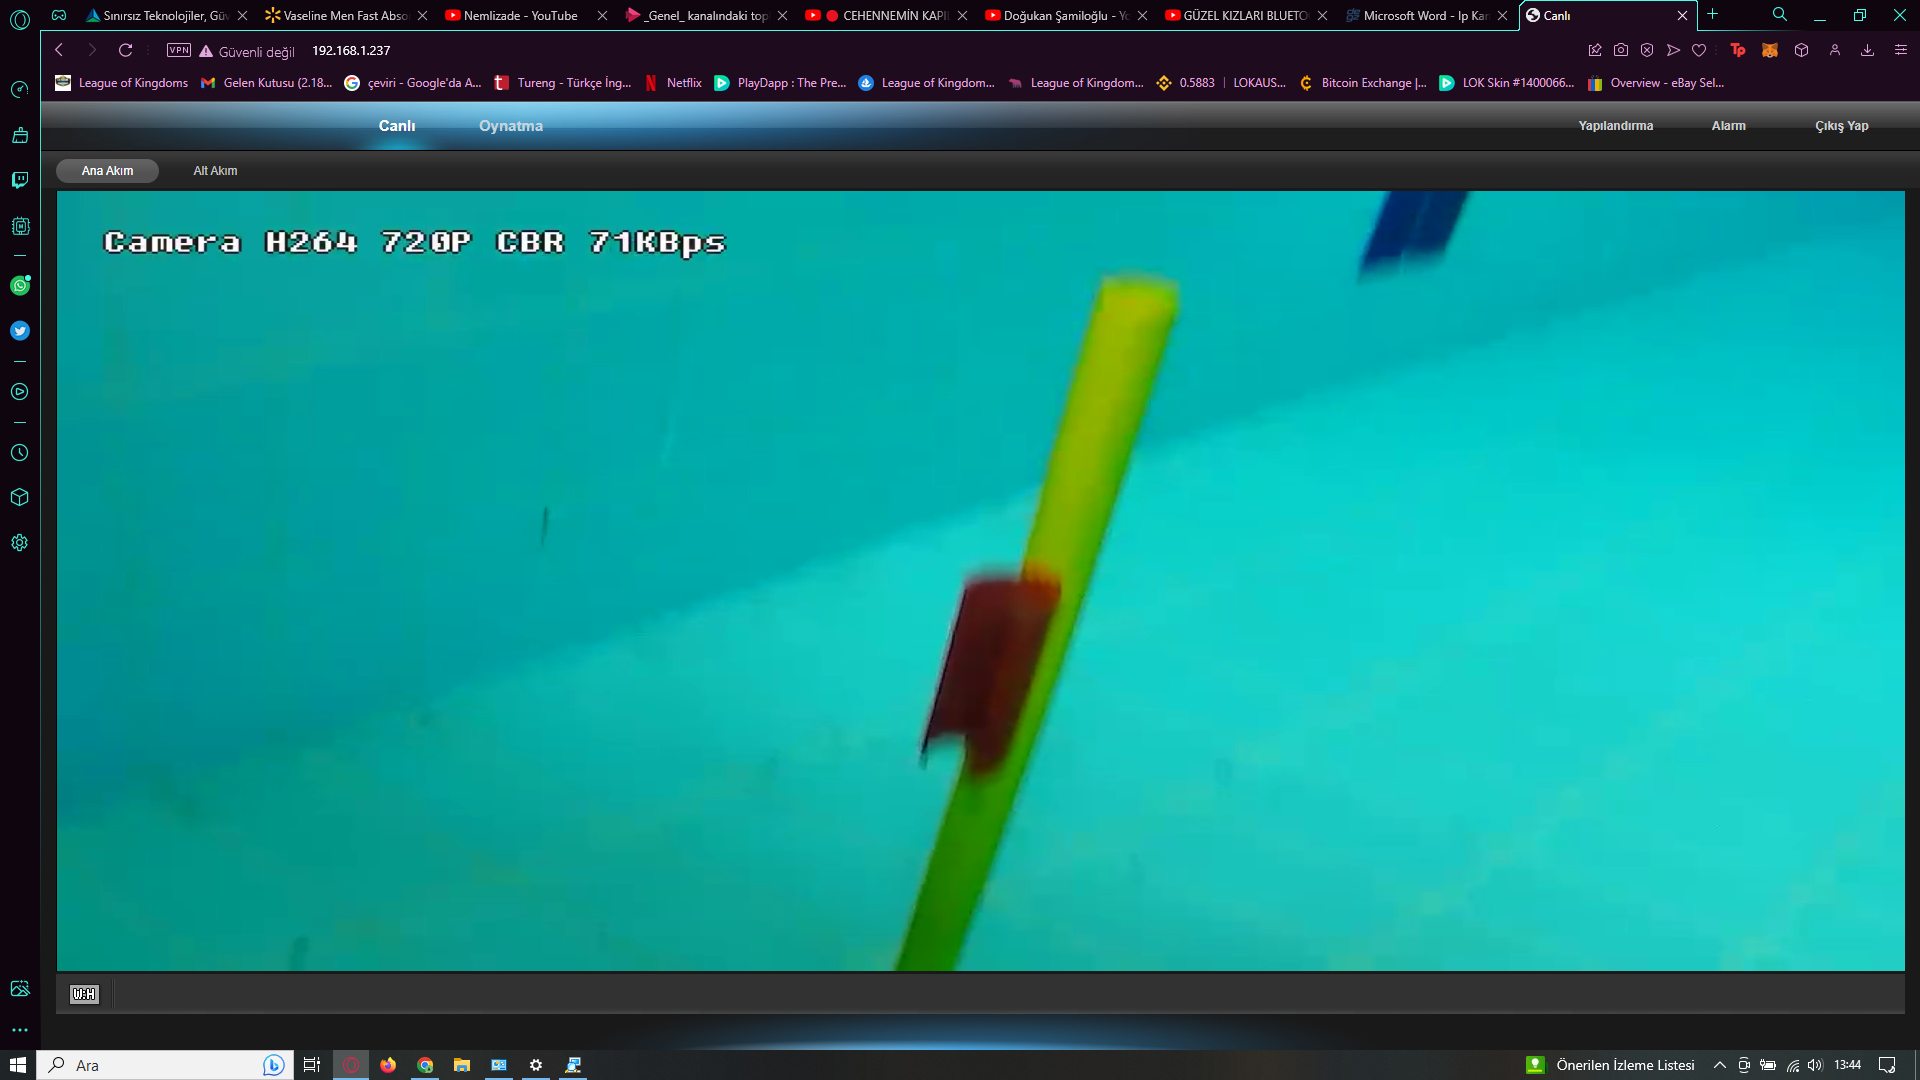 Sınırsız Teknolojiler, Güv
Vaseline Men Fast Abso
Nemlizade - YouTube
_Genel_ kanalındaki topl
CEHENNEMİN KAPI
Doğukan Şamiloğlu - Yo
GÜZEL KIZLARI BLUETO
Microsoft Word - Ip Kam
Canlı
VPN
Güvenli değil
192.168.1.237
League of Kingdoms
Gelen Kutusu (2.18...
çeviri - Google'da A...
Tureng - Türkçe İng...
Netflix
PlayDapp : The Pre...
League of Kingdom...
League of Kingdom...
0.5883 | LOKAUS...
Bitcoin Exchange |...
LOK Skin #1400066...
Overview - eBay Sel...
Canlı
Oynatma
Yapılandırma
Alarm
Çıkış Yap
Ana Akım
Alt Akım
Camera H264 720P CBR 71KBps
W:H
Ara
Önerilen İzleme Listesi
13:44